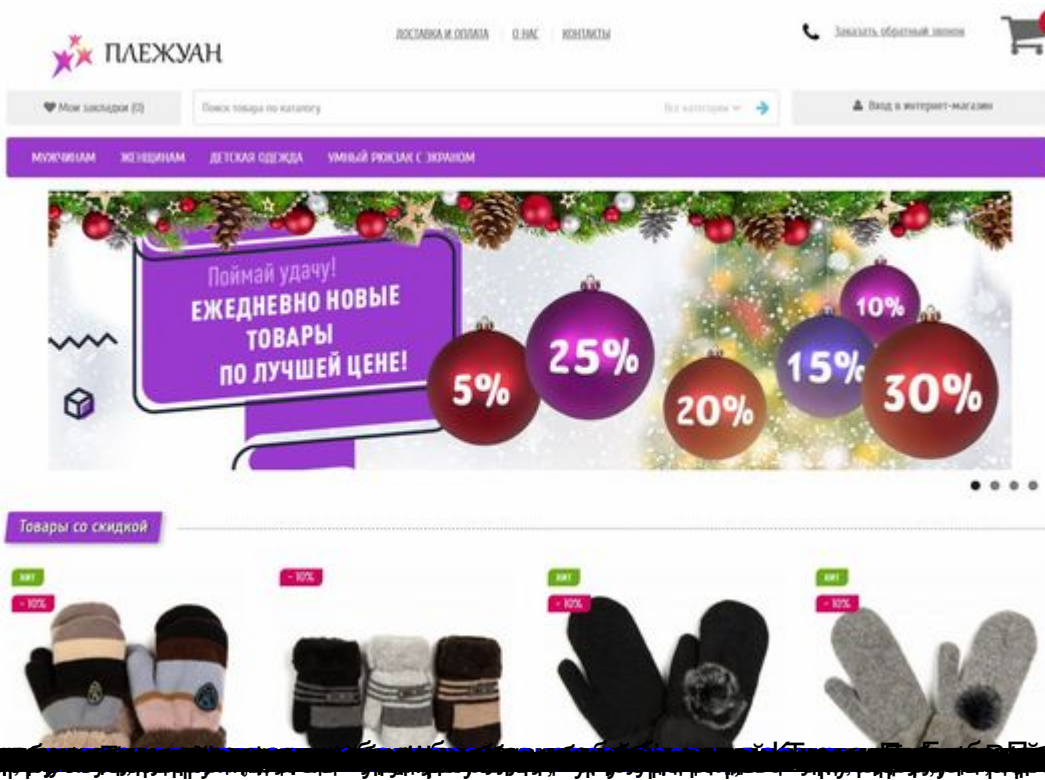 ПЛЕЖУАН
ДОСТАВКА И ОПЛАТА О НАС КОНТАКТЫ
Заказать обратный звонок
Мои закладки (0)
Поиск товара по каталогу
Все категории
Вход в интернет-магазин
МУЖЧИНАМ ЖЕНЩИНАМ ДЕТСКАЯ ОДЕЖДА УМНЫЙ РЮКЗАК С ЭКРАНОМ
Поймай удачу!
ЕЖЕДНЕВНО НОВЫЕ
ТОВАРЫ
ПО ЛУЧШЕЙ ЦЕНЕ!
5%
25%
20%
15%
10%
30%
Товары со скидкой
ХИТ
- 10%
- 10%
ХИТ
- 10%
ХИТ
- 10%